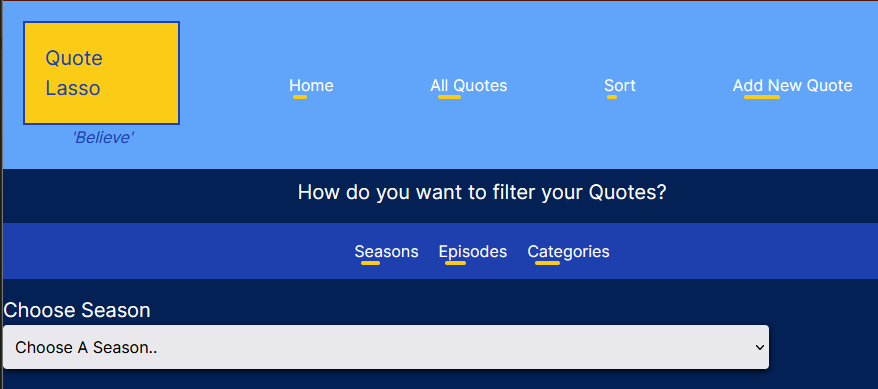 Quote
Lasso
'Believe'
Home All Quotes Sort Add New Quote
How do you want to filter your Quotes?
Seasons Episodes Categories
Choose Season
Choose A Season..